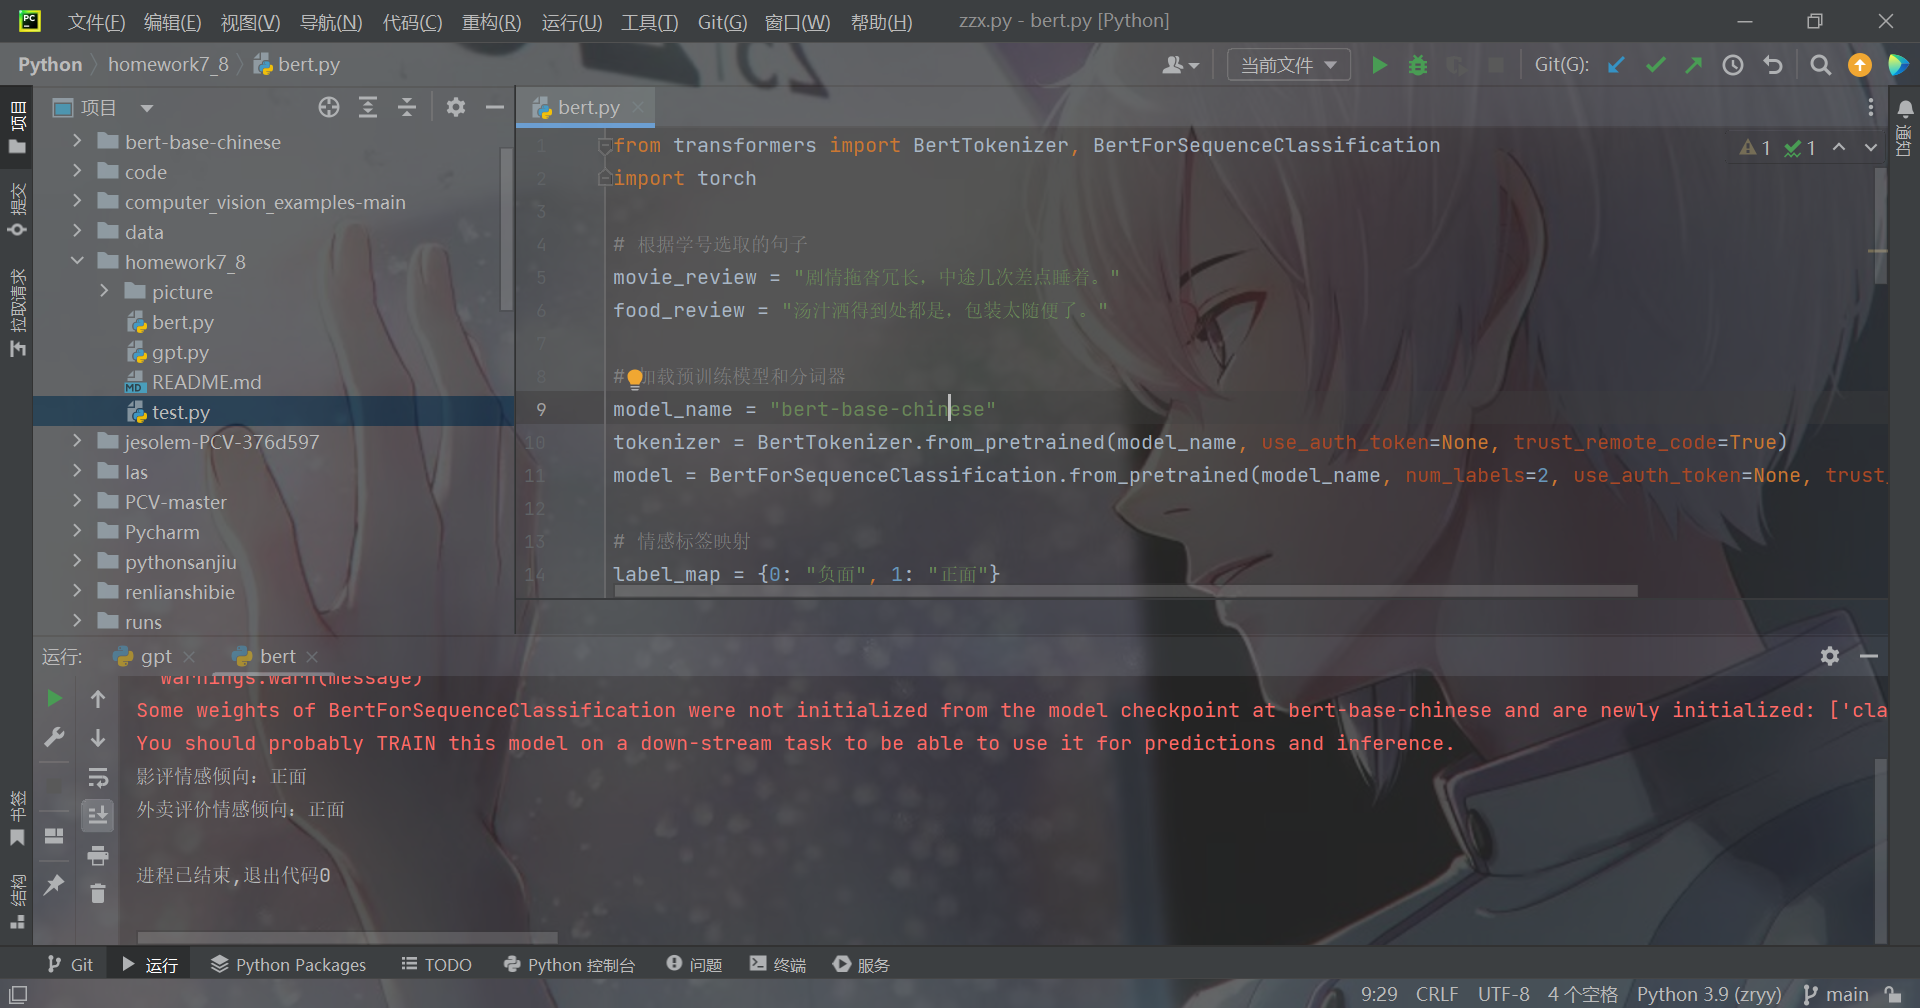 文件(F) 编辑(E) 视图(V) 导航(N) 代码(C) 重构(R) 运行(U) 工具(T) Git(G) 窗口(W) 帮助(H) zzx.py - bert.py [Python]
Python homework7_8 bert.py 当前文件 Git(G):
项目
提交
拉取请求
书签
结构
通知
项目
bert-base-chinese
code
computer_vision_examples-main
data
homework7_8
picture
bert.py
gpt.py
README.md
test.py
jesolem-PCV-376d597
las
PCV-master
Pycharm
pythonsanjiu
renlianshibie
runs
bert.py
1 1
1 from transformers import BertTokenizer, BertForSequenceClassification
2 import torch
3
4 # 根据学号选取的句子
5 movie_review = "剧情拖沓冗长，中途几次差点睡着。"
6 food_review = "汤汁洒得到处都是，包装太随便了。"
7
8 # 加载预训练模型和分词器
9 model_name = "bert-base-chinese"
10 tokenizer = BertTokenizer.from_pretrained(model_name, use_auth_token=None, trust_remote_code=True)
11 model = BertForSequenceClassification.from_pretrained(model_name, num_labels=2, use_auth_token=None, trust_
12
13 # 情感标签映射
14 label_map = {0: "负面", 1: "正面"}
运行: gpt bert
warnings.warn(message)
Some weights of BertForSequenceClassification were not initialized from the model checkpoint at bert-base-chinese and are newly initialized: ['cla
You should probably TRAIN this model on a down-stream task to be able to use it for predictions and inference.
影评情感倾向：正面
外卖评价情感倾向：正面
进程已结束,退出代码0
Git 运行 Python Packages TODO Python 控制台 问题 终端 服务
9:29 CRLF UTF-8 4 个空格 Python 3.9 (zryy) main